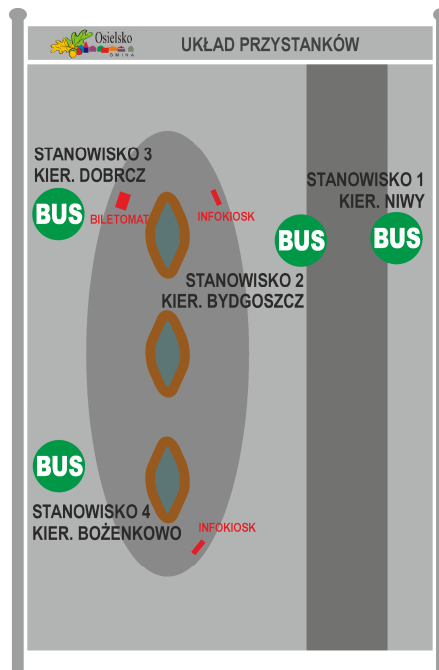 Osielsko
GMINA
UKŁAD PRZYSTANKÓW
STANOWISKO 3
KIER. DOBRCZ
BUS
BILETOMAT
INFOKIOSK
STANOWISKO 1
KIER. NIWY
BUS
BUS
STANOWISKO 2
KIER. BYDGOSZCZ
BUS
STANOWISKO 4
KIER. BOŻENKOWO
INFOKIOSK